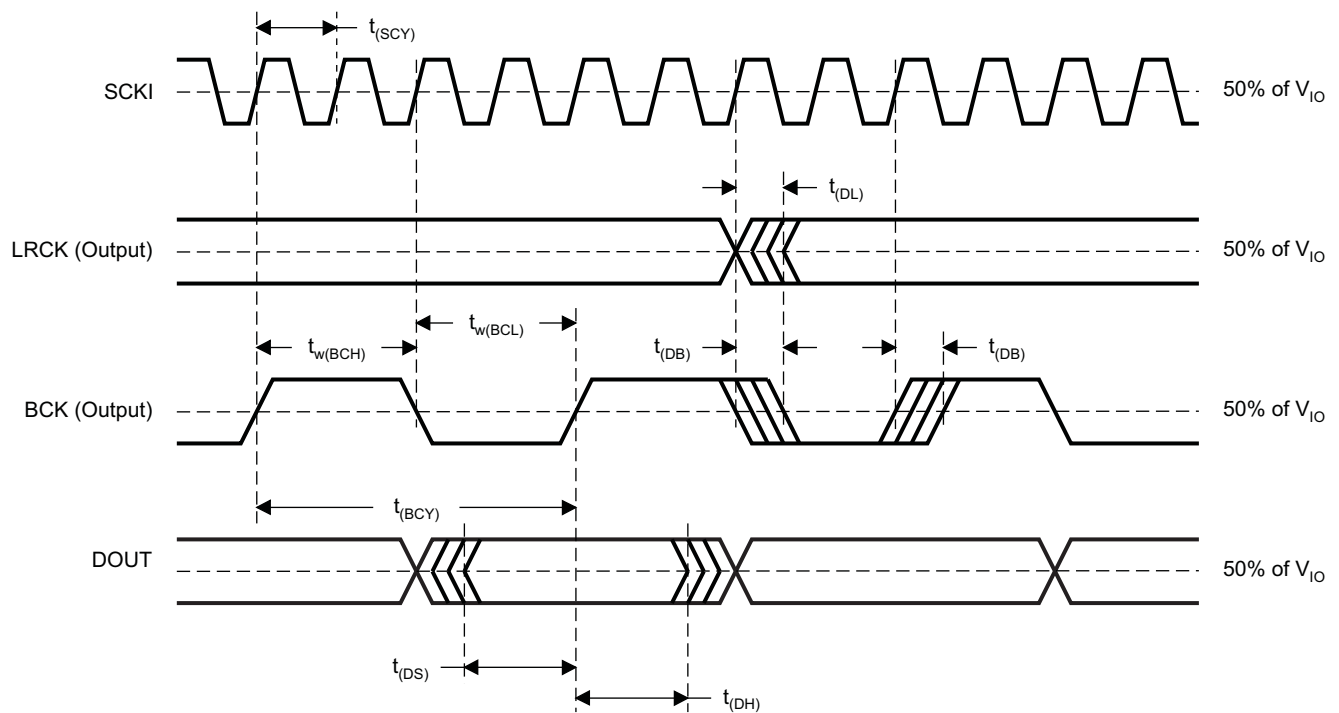 t(SCY)
SCKI
50% of VIO
t(DL)
LRCK (Output)
50% of VIO
tw(BCL)
tw(BCH)
t(DB)
t(DB)
BCK (Output)
50% of VIO
t(BCY)
DOUT
50% of VIO
t(DS)
t(DH)